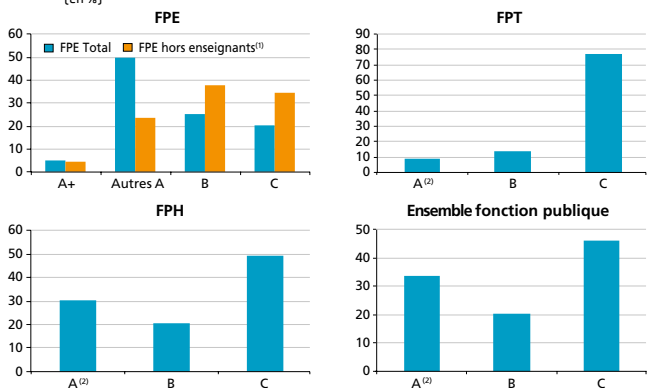 (en %)
FPE
60
50
40
30
20
10
0
FPE Total
FPE hors enseignants(1)
A+ Autres A B C
FPT
90
80
70
60
50
40
30
20
10
0
A(2) B C
FPH
60
50
40
30
20
10
0
A(2) B C
Ensemble fonction publique
50
40
30
20
10
0
A(2) B C